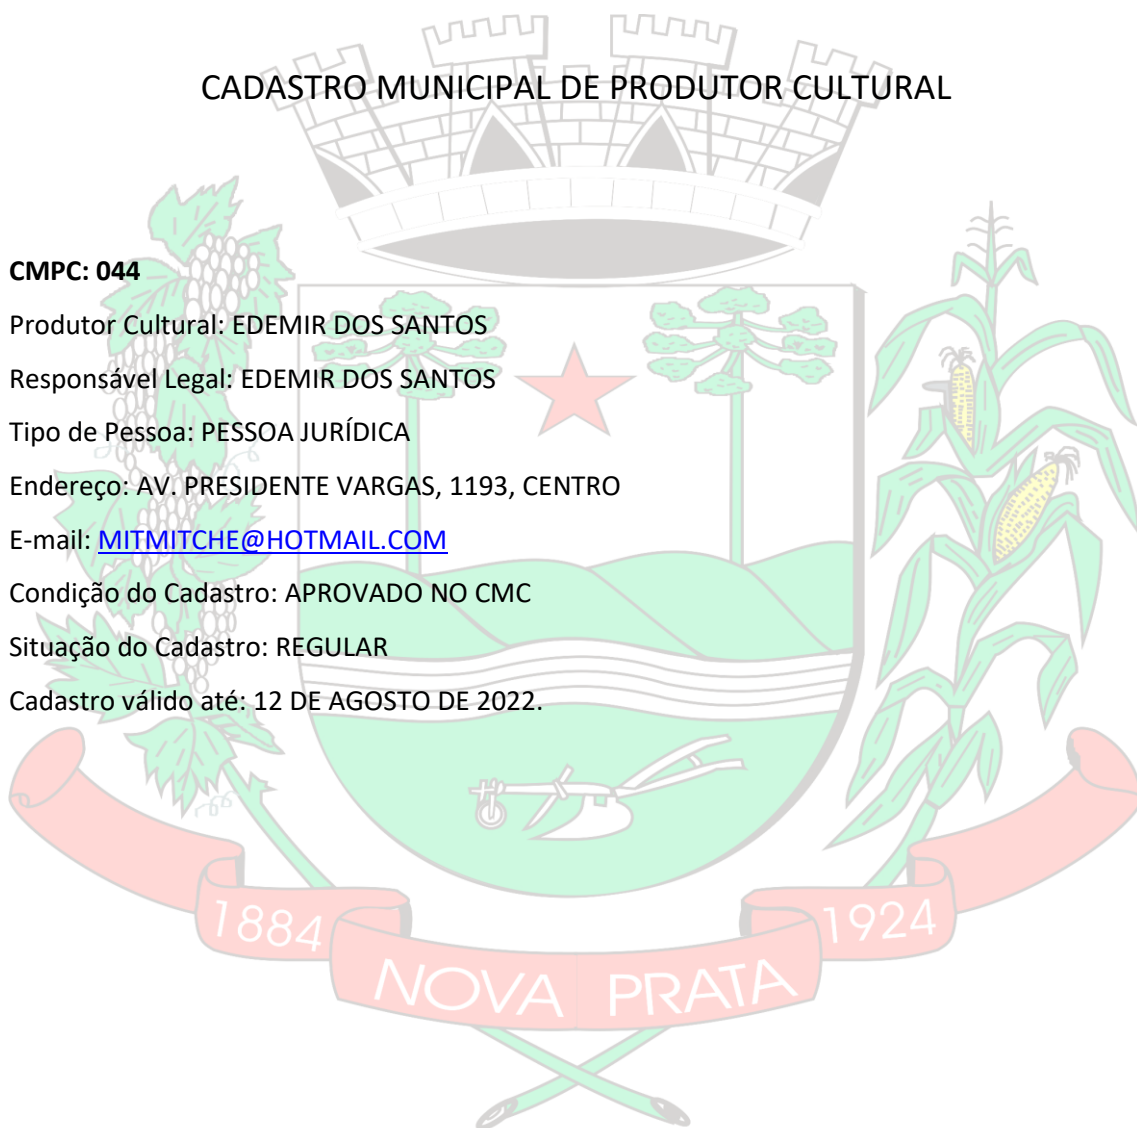 CADASTRO MUNICIPAL DE PRODUTOR CULTURAL
CMPC: 044
Produtor Cultural: EDEMIR DOS SANTOS
Responsável Legal: EDEMIR DOS SANTOS
Tipo de Pessoa: PESSOA JURÍDICA
Endereço: AV. PRESIDENTE VARGAS, 1193, CENTRO
E-mail: MITMITCHE@HOTMAIL.COM
Condição do Cadastro: APROVADO NO CMC
Situação do Cadastro: REGULAR
Cadastro válido até: 12 DE AGOSTO DE 2022.
1884
1924
NOVA PRATA